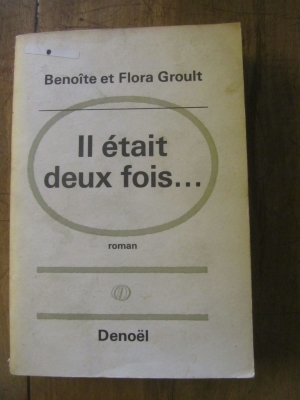 Benoîte et Flora Groult
Il était
deux fois...
roman
Denoël